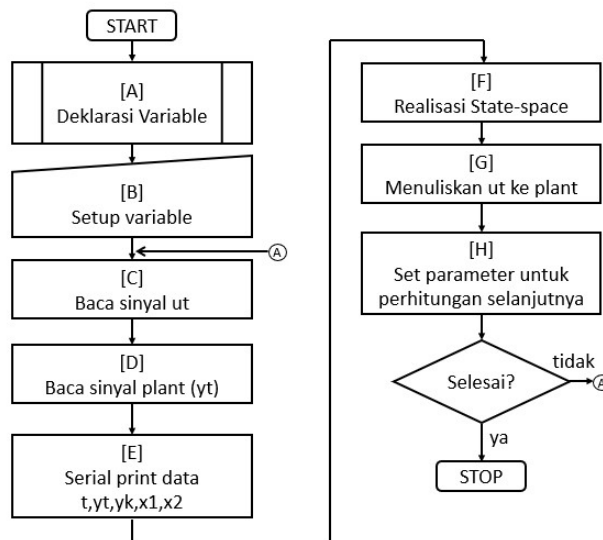 START
[A]
Deklarasi Variable
[B]
Setup variable
A
[C]
Baca sinyal ut
[D]
Baca sinyal plant (yt)
[E]
Serial print data
t,yt,yk,x1,x2
[F]
Realisasi State-space
[G]
Menuliskan ut ke plant
[H]
Set parameter untuk
perhitungan selanjutnya
Selesai?
tidak
A
ya
STOP